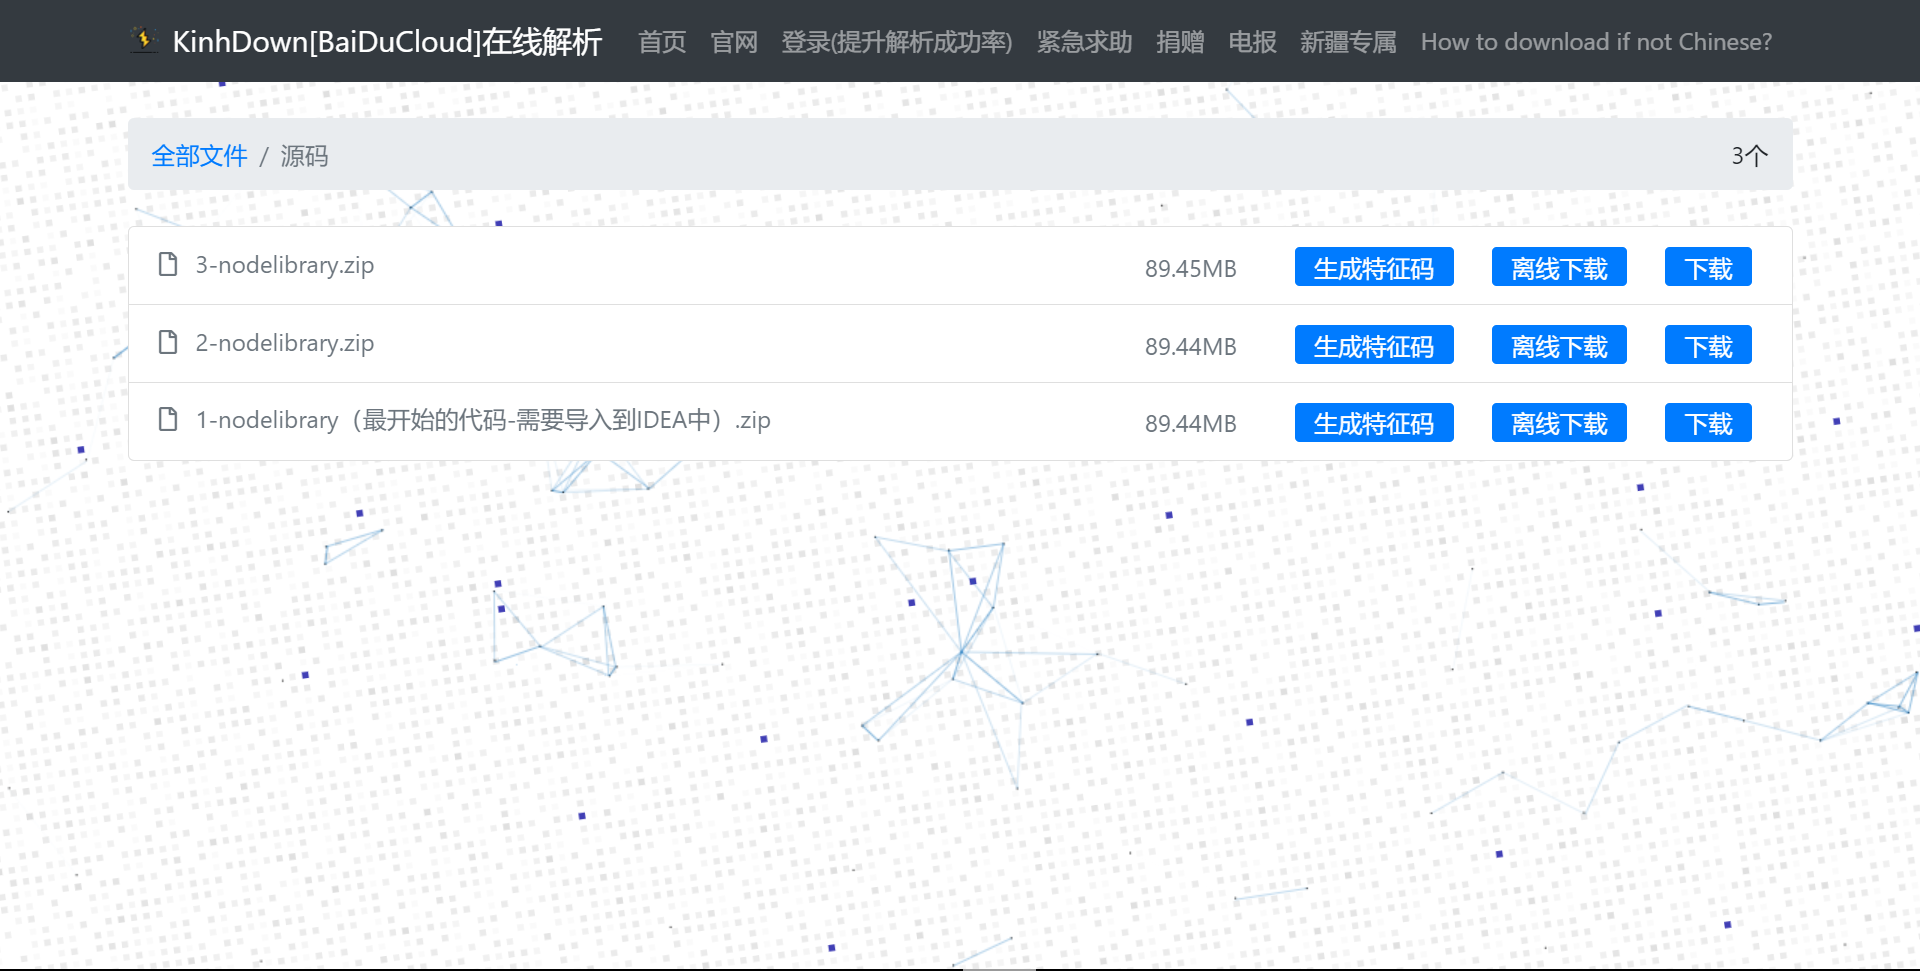 KinhDown[BaiDuCloud]在线解析 首页 官网 登录(提升解析成功率) 紧急求助 捐赠 电报 新疆专属 How to download if not Chinese?
全部文件 / 源码 3个
3-nodelibrary.zip 89.45MB 生成特征码 离线下载 下载
2-nodelibrary.zip 89.44MB 生成特征码 离线下载 下载
1-nodelibrary（最开始的代码-需要导入到IDEA中）.zip 89.44MB 生成特征码 离线下载 下载